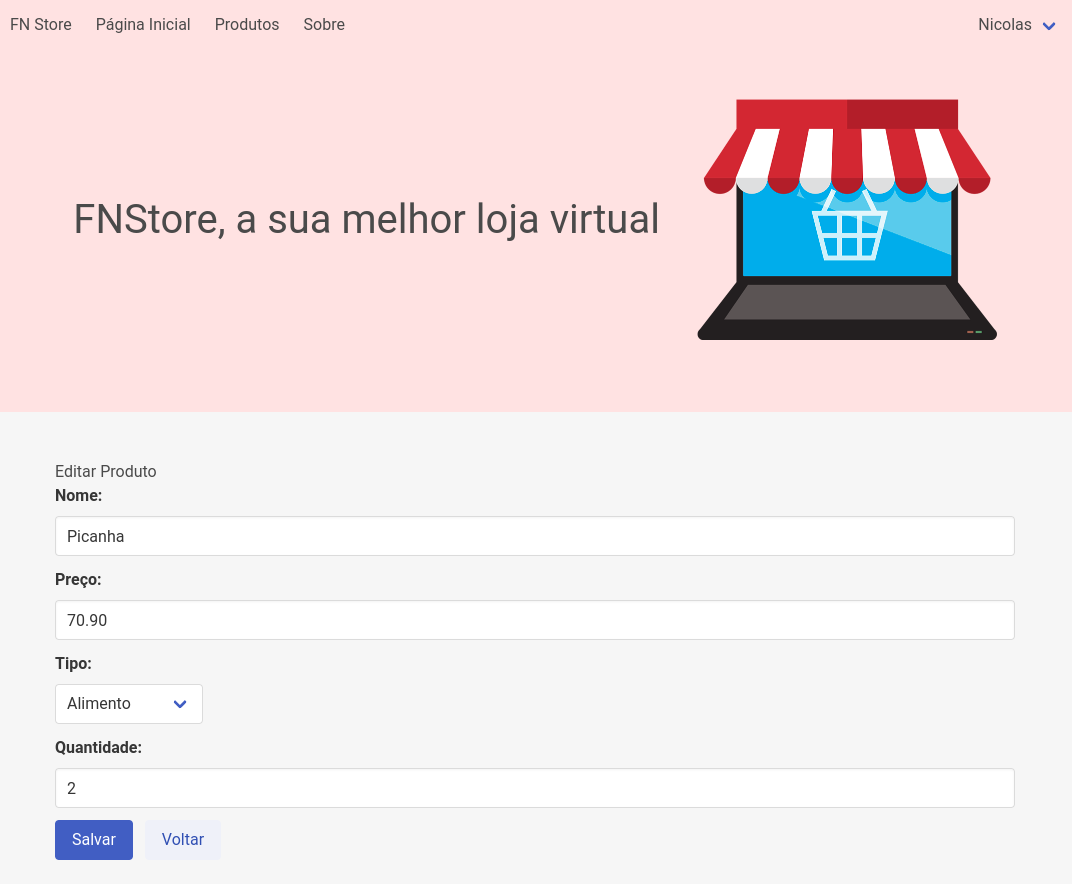 FN Store Página Inicial Produtos Sobre Nicolas
FNStore, a sua melhor loja virtual
Editar Produto
Nome:
Picanha
Preço:
70.90
Tipo:
Alimento
Quantidade:
2
Salvar Voltar